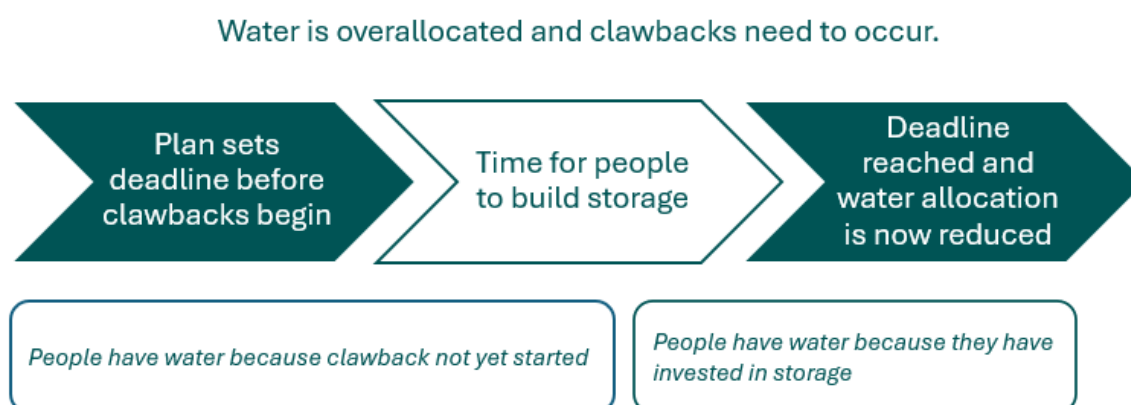 Water is overallocated and clawbacks need to occur.
Plan sets
deadline before
clawbacks begin
Time for people
to build storage
Deadline
reached and
water allocation
is now reduced
People have water because clawback not yet started
People have water because they have
invested in storage